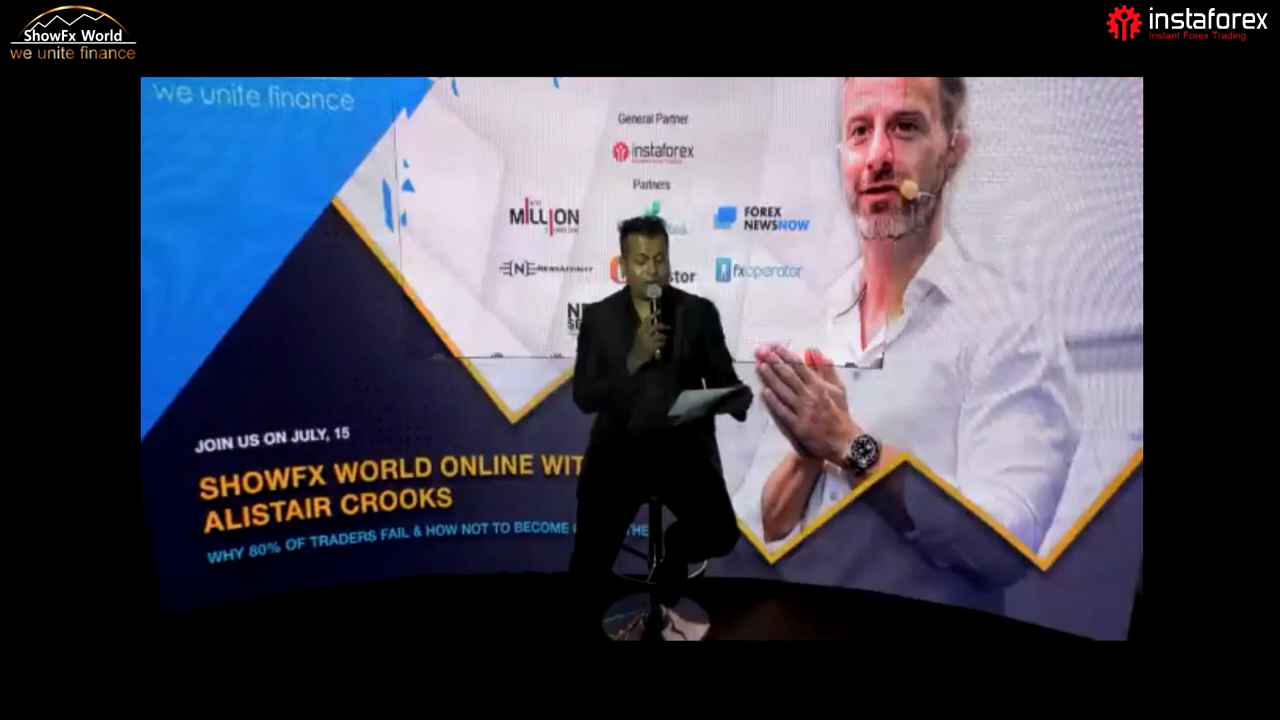 ShowFx World
we unite finance
instaforex
Instant Forex Trading
we unite finance
General Partner
instaforex
Partners
MILLION
FOREX
NEWSNOW
NEWSAFFINITY
fxoperator
JOIN US ON JULY, 15
SHOWFX WORLD ONLINE WIT
ALISTAIR CROOKS
WHY 80% OF TRADERS FAIL & HOW NOT TO BECOME